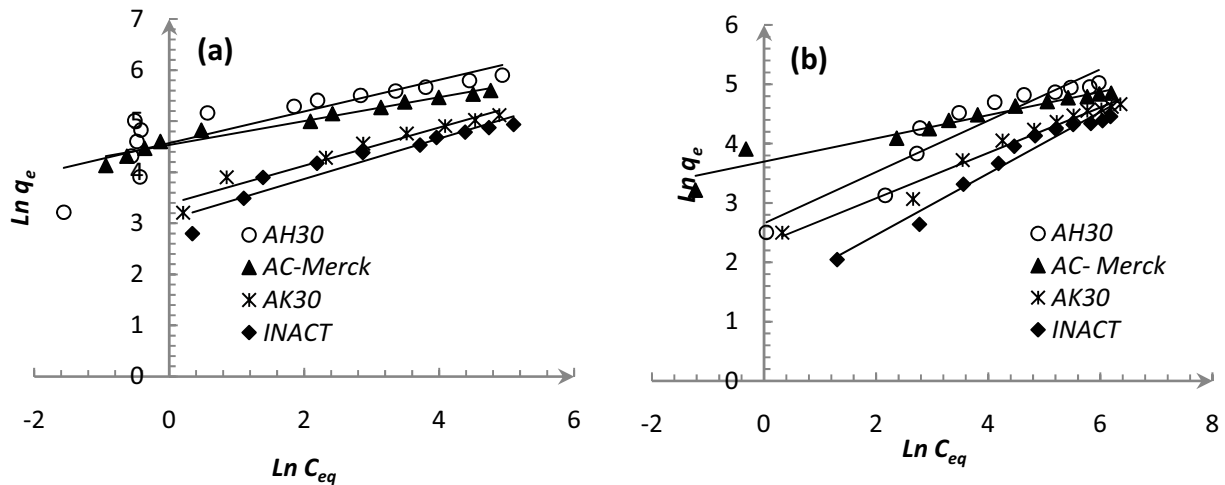 (a)
Ln qe
7
6
5
4
3
2
1
0
-2 0 2 4 6
Ln Ceq
AH30
AC-Merck
AK30
INACT
(b)
Ln qe
6
5
4
3
2
1
0
-2 0 2 4 6 8
Ln Ceq
AH30
AC- Merck
AK30
INACT